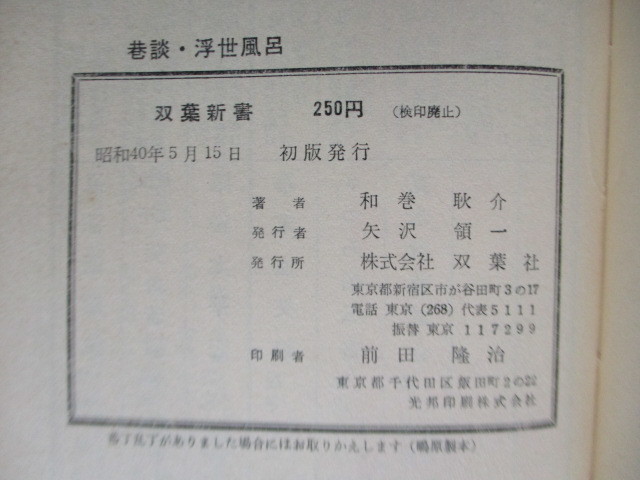 巷談・浮世風呂
双葉新書 250円 (検印廃止)
昭和40年5月15日 初版発行
著者 和巻耿介
発行者 矢沢領一
発行所 株式会社 双葉社
東京都新宿区市が谷田町3の17
電話 東京(268)代表5111
振替 東京 117299
印刷者 前田隆治
東京都千代田区飯田町2の22
光邦印刷株式会社
落丁乱丁がありました場合にはお取りかえします(鵰原製本)